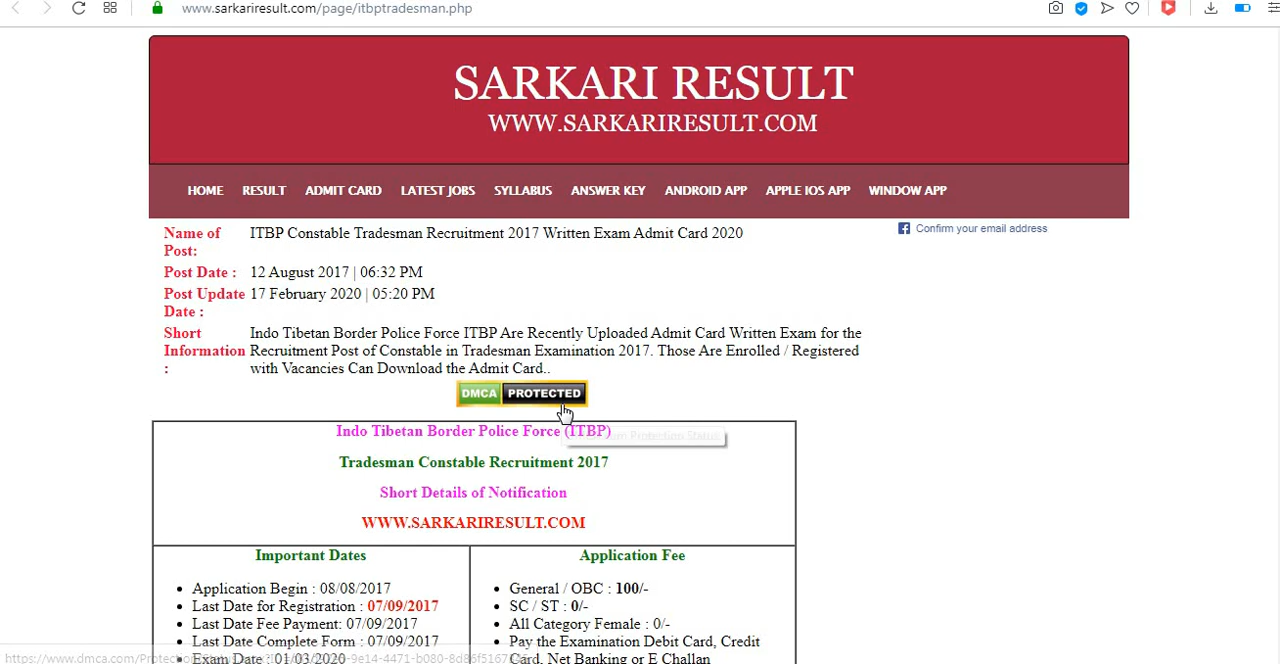 www.sarkariresult.com/page/itbptradesman.php
SARKARI RESULT
WWW.SARKARIRESULT.COM
HOME RESULT ADMIT CARD LATEST JOBS SYLLABUS ANSWER KEY ANDROID APP APPLE IOS APP WINDOW APP
Confirm your email address
Name of Post: ITBP Constable Tradesman Recruitment 2017 Written Exam Admit Card 2020
Post Date : 12 August 2017 | 06:32 PM
Post Update Date : 17 February 2020 | 05:20 PM
Short Information : Indo Tibetan Border Police Force ITBP Are Recently Uploaded Admit Card Written Exam for the
Recruitment Post of Constable in Tradesman Examination 2017. Those Are Enrolled / Registered
with Vacancies Can Download the Admit Card..
DMCA PROTECTED
Indo Tibetan Border Police Force (ITBP)
Tradesman Constable Recruitment 2017
Short Details of Notification
WWW.SARKARIRESULT.COM
Important Dates
Application Begin : 08/08/2017
Last Date for Registration : 07/09/2017
Last Date Fee Payment: 07/09/2017
Last Date Complete Form : 07/09/2017
Exam Date : 01/03/2020
Application Fee
General / OBC : 100/-
SC / ST : 0/-
All Category Female : 0/-
Pay the Examination Debit Card, Credit
Card, Net Banking or E Challan